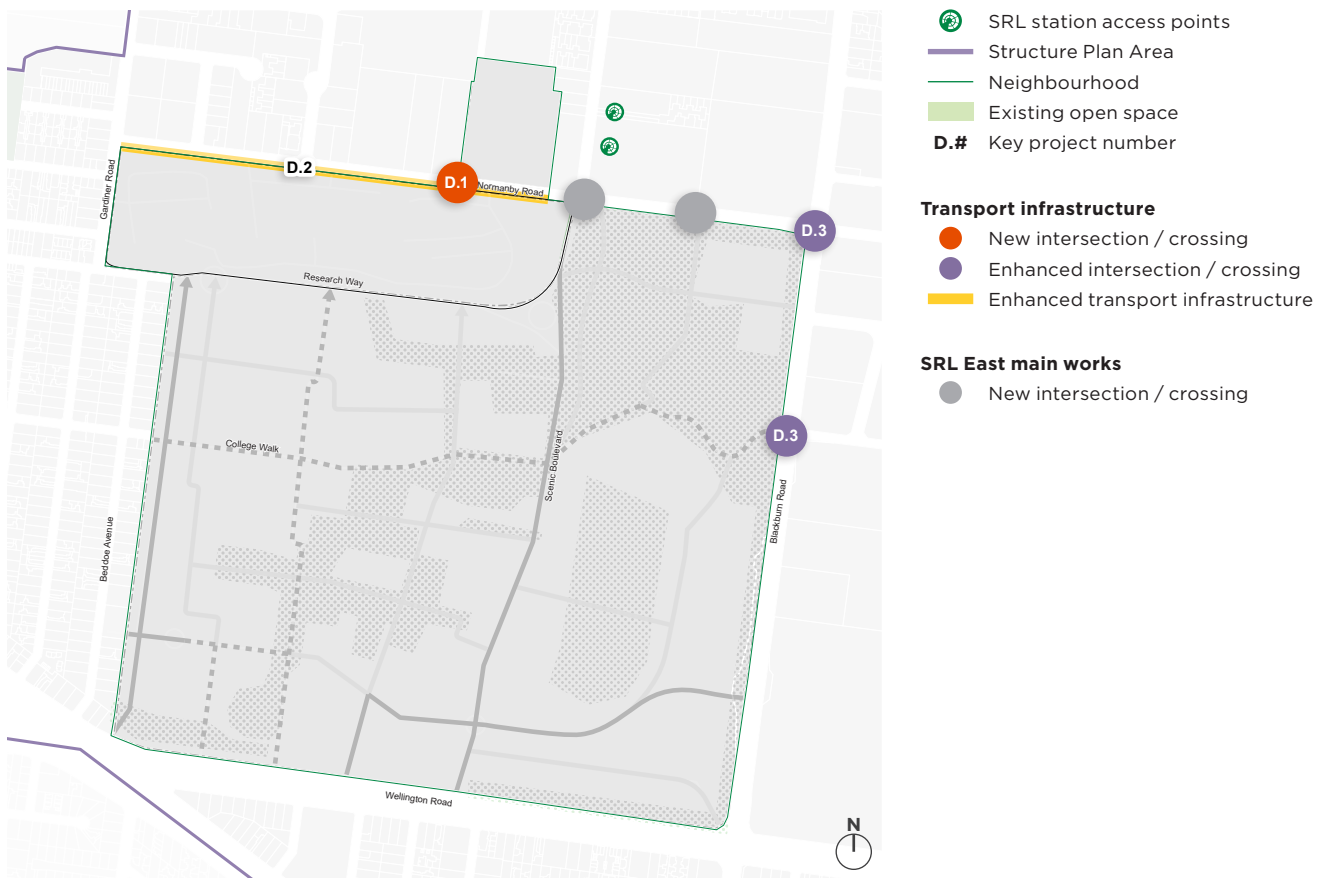 SRL station access points
Structure Plan Area
Neighbourhood
Existing open space
D.# Key project number
Transport infrastructure
New intersection / crossing
Enhanced intersection / crossing
Enhanced transport infrastructure
SRL East main works
New intersection / crossing
D.2
D.1
Normanby Road
D.3
Gardiner Road
Research Way
D.3
College Walk
Scenic Boulevard
Blackburn Road
Beddoe Avenue
Wellington Road
N